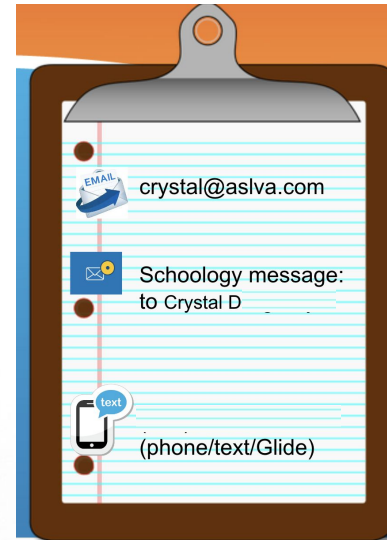 EMAIL
crystal@aslva.com
Schoology message:
to Crystal D
text
(phone/text/Glide)